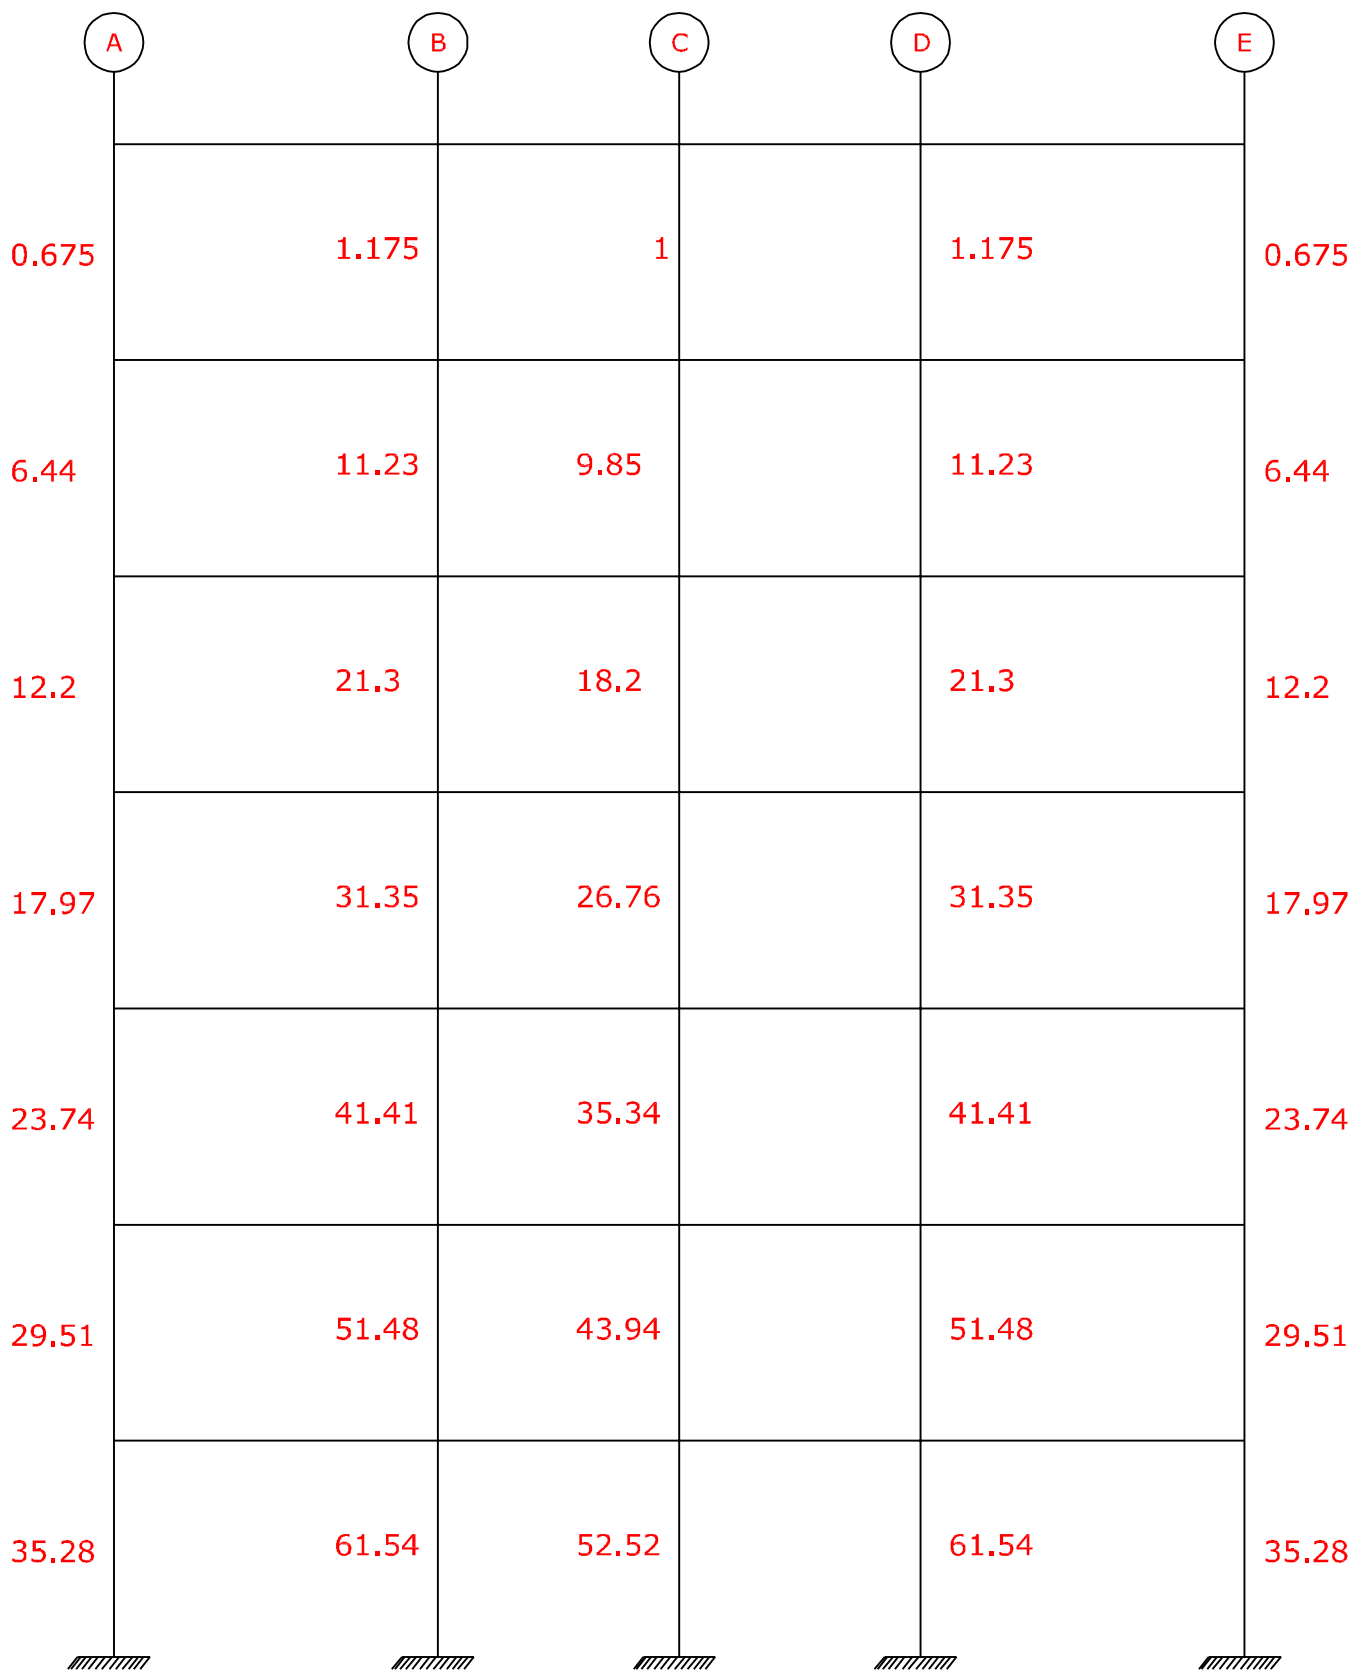 A B C D E
0.675 1.175 1 1.175 0.675
6.44 11.23 9.85 11.23 6.44
12.2 21.3 18.2 21.3 12.2
17.97 31.35 26.76 31.35 17.97
23.74 41.41 35.34 41.41 23.74
29.51 51.48 43.94 51.48 29.51
35.28 61.54 52.52 61.54 35.28